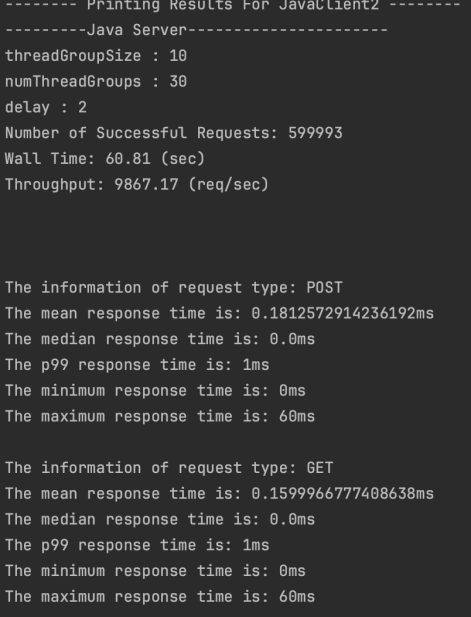 -------- Printing Results For JavaClient2 --------
---------Java Server----------------------
threadGroupSize : 10
numThreadGroups : 30
delay : 2
Number of Successful Requests: 599993
Wall Time: 60.81 (sec)
Throughput: 9867.17 (req/sec)
The information of request type: POST
The mean response time is: 0.1812572914236192ms
The median response time is: 0.0ms
The p99 response time is: 1ms
The minimum response time is: 0ms
The maximum response time is: 60ms
The information of request type: GET
The mean response time is: 0.1599966777408638ms
The median response time is: 0.0ms
The p99 response time is: 1ms
The minimum response time is: 0ms
The maximum response time is: 60ms